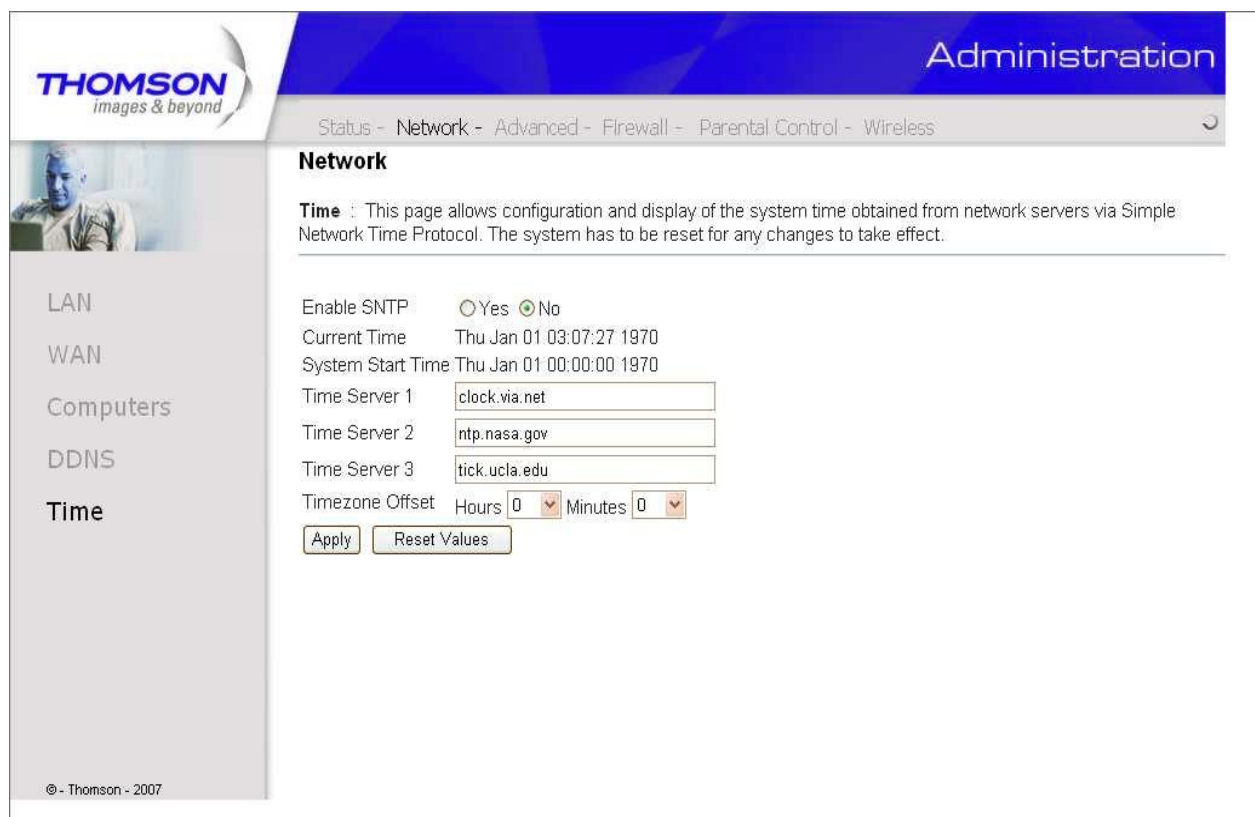 THOMSON
images & beyond
Administration
Status - Network - Advanced - Firewall - Parental Control - Wireless
Network
Time : This page allows configuration and display of the system time obtained from network servers via Simple
Network Time Protocol. The system has to be reset for any changes to take effect.
LAN
WAN
Computers
DDNS
Time
Enable SNTP Yes No
Current Time Thu Jan 01 03:07:27 1970
System Start Time Thu Jan 01 00:00:00 1970
Time Server 1 clock.via.net
Time Server 2 ntp.nasa.gov
Time Server 3 tick.ucla.edu
Timezone Offset Hours 0 Minutes 0
Apply Reset Values
© - Thomson - 2007